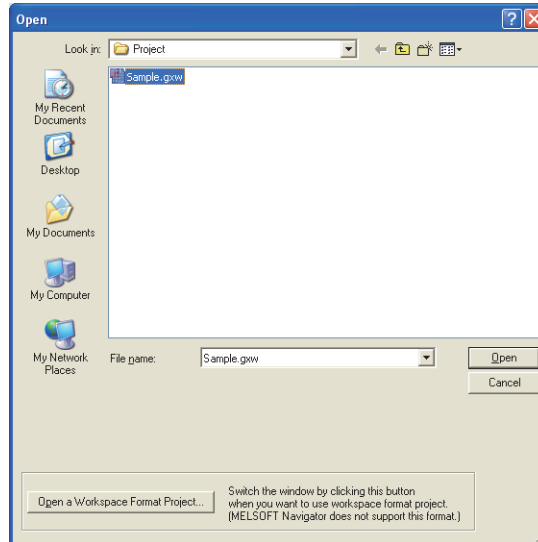 Open
Look in: Project
Sample.gxw
My Recent
Documents
Desktop
My Documents
My Computer
My Network
Places
File name: Sample.gxw Open
Cancel
Open a Workspace Format Project...
Switch the window by clicking this button
when you want to use workspace format project.
(MELSOFT Navigator does not support this format.)